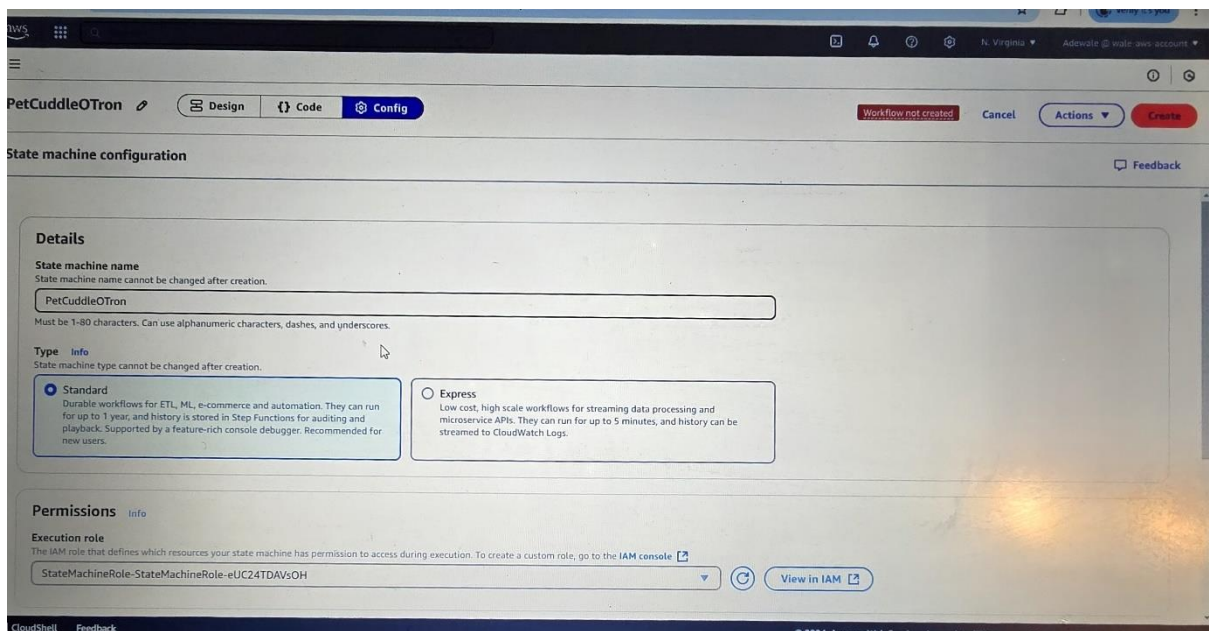 aws
N. Virginia ▼ Adewale @ wale-aws-account ▼
PetCuddleOTron Design {} Code Config Workflow not created Cancel Actions ▼ Create
State machine configuration
Feedback
Details
State machine name
State machine name cannot be changed after creation.
PetCuddleOTron
Must be 1-80 characters. Can use alphanumeric characters, dashes, and underscores.
Type Info
State machine type cannot be changed after creation.
Standard
Durable workflows for ETL, ML, e-commerce and automation. They can run
for up to 1 year, and history is stored in Step Functions for auditing and
playback. Supported by a feature-rich console debugger. Recommended for
new users.
Express
Low cost, high scale workflows for streaming data processing and
microservice APIs. They can run for up to 5 minutes, and history can be
streamed to CloudWatch Logs.
Permissions Info
Execution role
The IAM role that defines which resources your state machine has permission to access during execution. To create a custom role, go to the IAM console
StateMachineRole-StateMachineRole-eUC24TDAVsOH
View in IAM
CloudShell Feedback